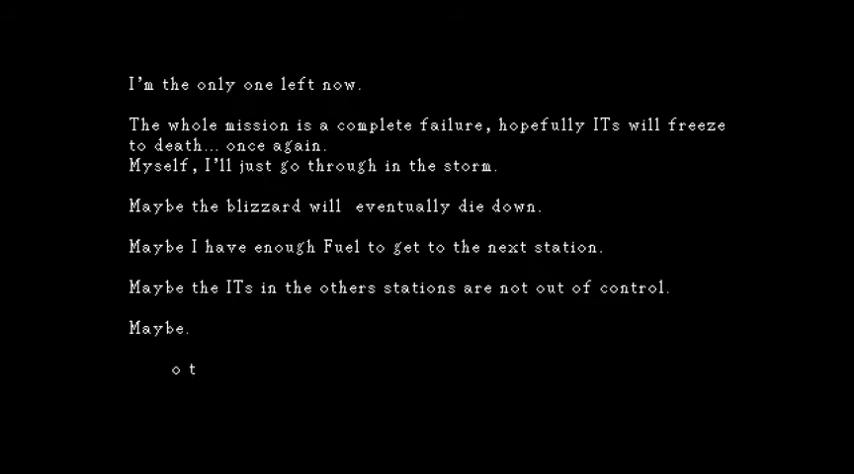 I'm the only one left now.
The whole mission is a complete failure, hopefully ITs will freeze
to death... once again.
Myself, I'll just go through in the storm.
Maybe the blizzard will  eventually die down.
Maybe I have enough Fuel to get to the next station.
Maybe the ITs in the others stations are not out of control.
Maybe.
o t